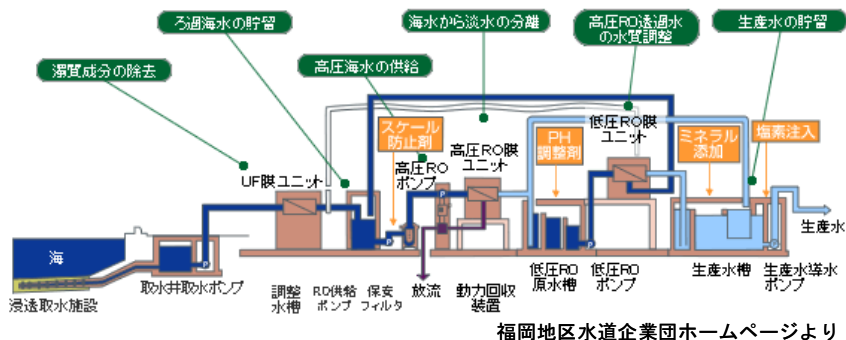 ろ過海水の貯留
海水から淡水の分離
高圧RO透過水
の水質調整
生産水の貯留
濁質成分の除去
高圧海水の供給
スケール
防止剤
低圧RO膜
ユニット
PH
調整剤
ミネラル
添加
塩素注入
高圧RO膜
ユニット
高圧RO
ポンプ
UF膜ユニット
P
P
P
P
P
海
生産水
浸透取水施設
取水井取水ポンプ
調整
水槽
RO供給
ポンプ
保安
フィルタ
放流
動力回収
装置
低圧RO
原水槽
低圧RO
ポンプ
生産水槽
生産水導水
ポンプ
福岡地区水道企業団ホームページより